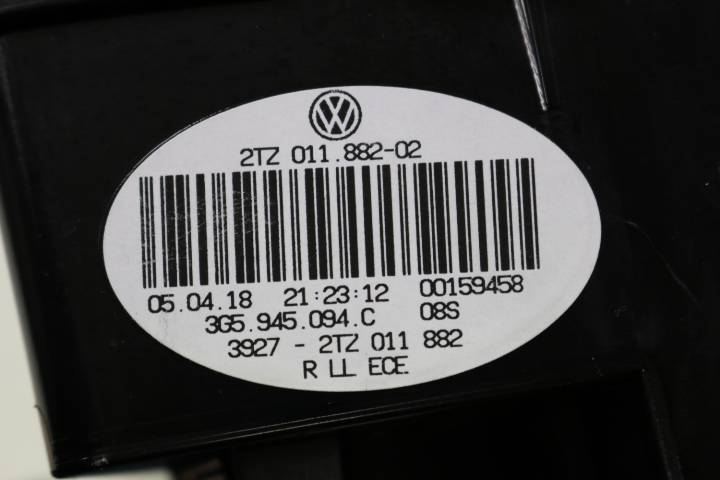 2TZ 011.882-02
05.04.18 21:23:12 00159458
3G5.945.094.C 08S
3927 - 2TZ 011 882
R LL ECE